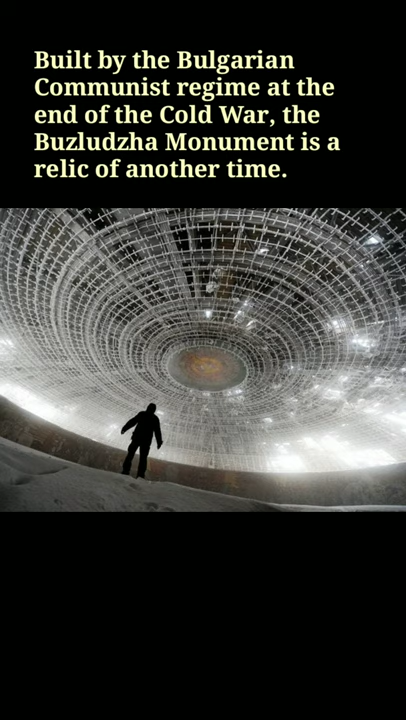 Built by the Bulgarian
Communist regime at the
end of the Cold War, the
Buzludzha Monument is a
relic of another time.